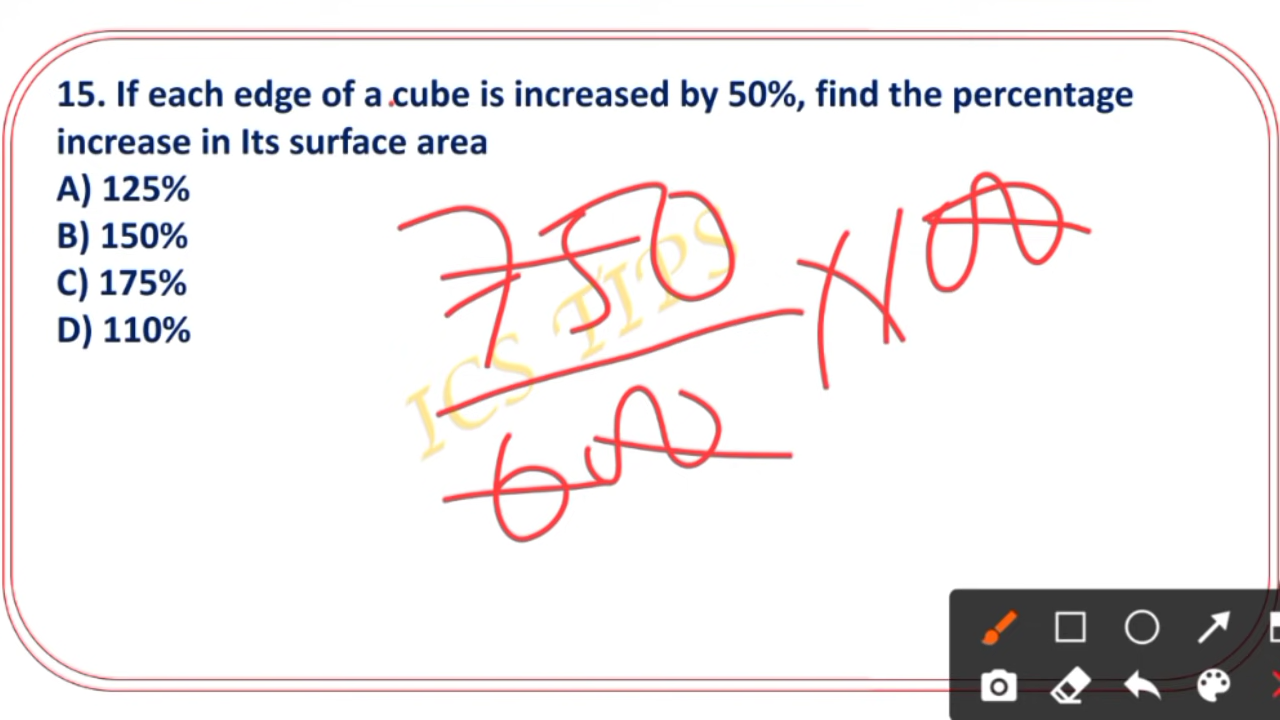 15. If each edge of a cube is increased by 50%, find the percentage
increase in Its surface area
A) 125%
B) 150%
C) 175%
D) 110%
750
600
X100
ICS TIPS